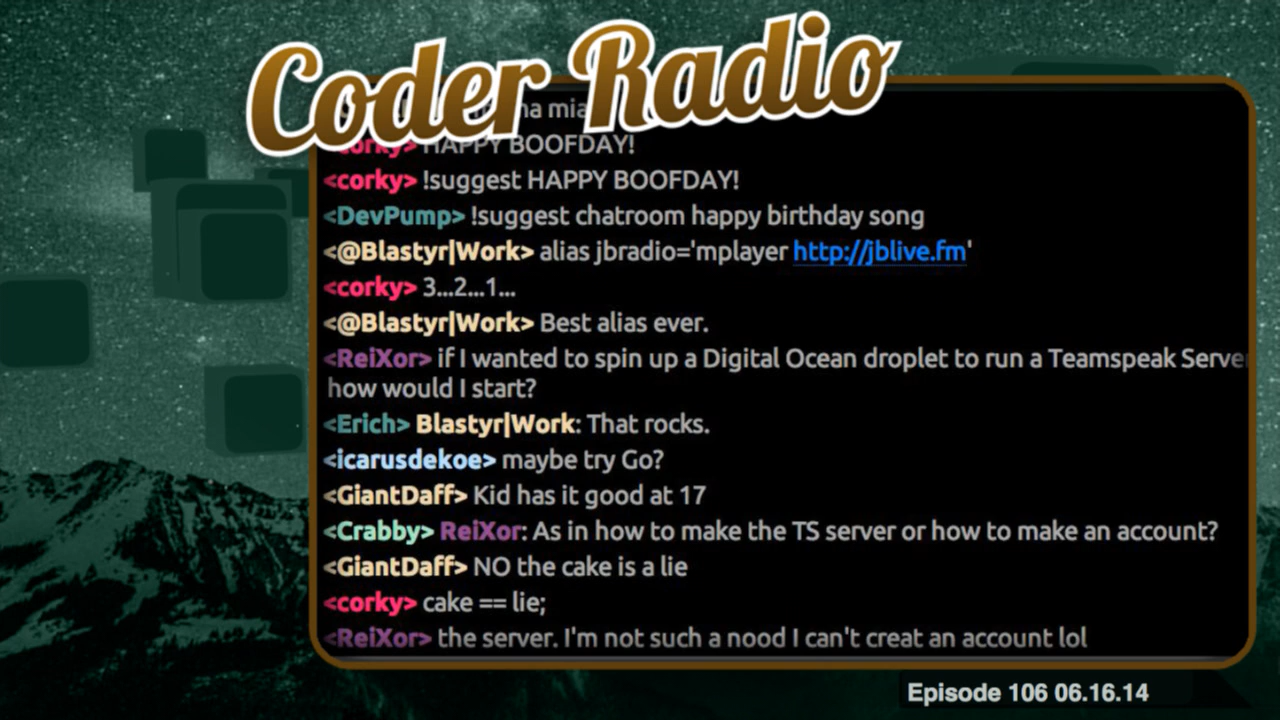 Coder Radio
<corky> HAPPY BOOFDAY!
<corky> !suggest HAPPY BOOFDAY!
<DevPump> !suggest chatroom happy birthday song
<@Blastyr|Work> alias jbradio='mplayer http://jblive.fm'
<corky> 3...2...1...
<@Blastyr|Work> Best alias ever.
<ReiXor> if I wanted to spin up a Digital Ocean droplet to run a Teamspeak Server
how would I start?
<Erich> Blastyr|Work: That rocks.
<icarusdekoe> maybe try Go?
<GiantDaff> Kid has it good at 17
<Crabby> ReiXor: As in how to make the TS server or how to make an account?
<GiantDaff> NO the cake is a lie
<corky> cake == lie;
<ReiXor> the server. I'm not such a nood I can't creat an account lol
Episode 106 06.16.14